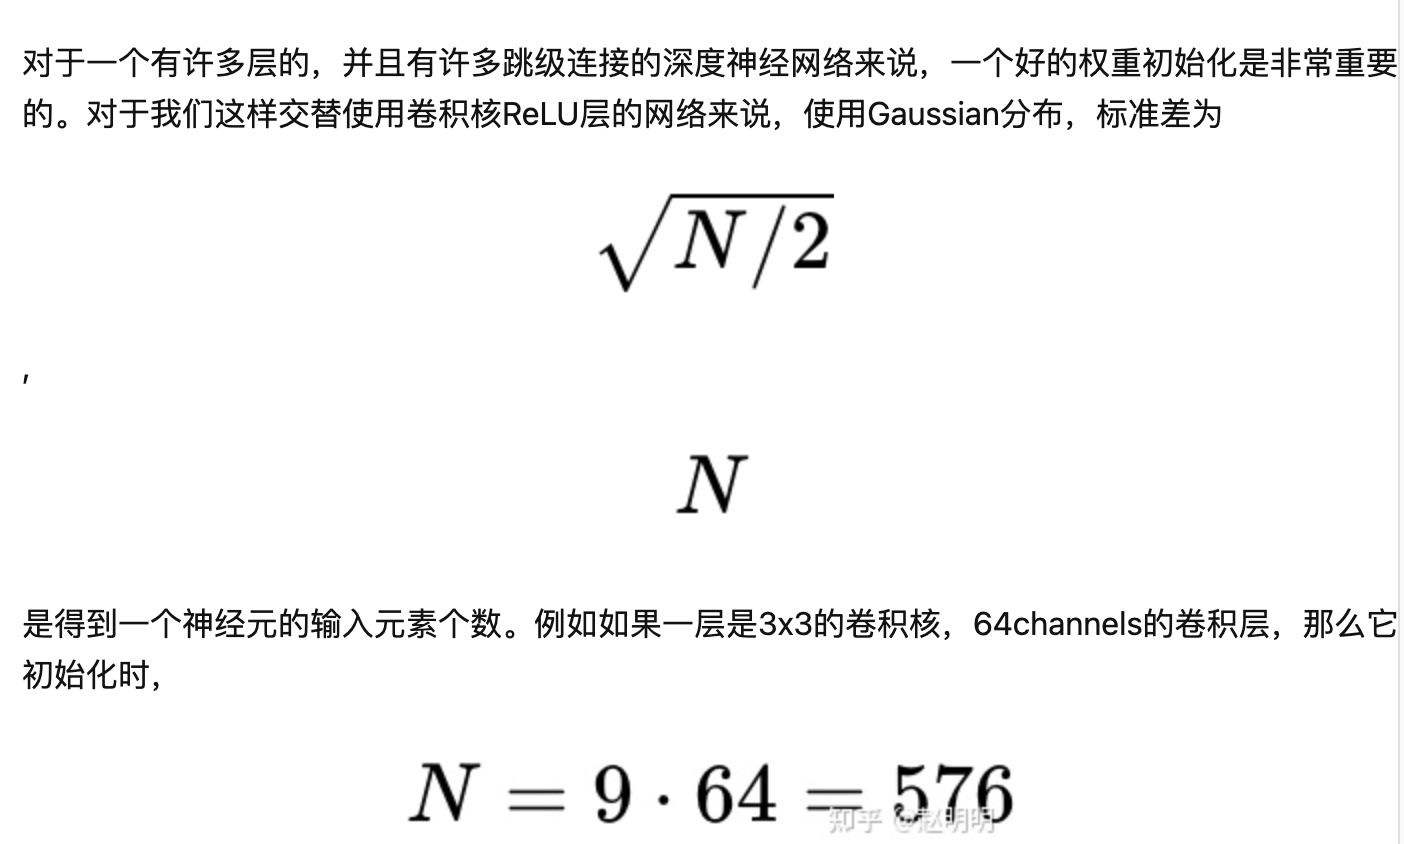 对于一个有许多层的，并且有许多跳级连接的深度神经网络来说，一个好的权重初始化是非常重要
的。对于我们这样交替使用卷积核ReLU层的网络来说，使用Gaussian分布，标准差为
√N/2
,
N
是得到一个神经元的输入元素个数。例如如果一层是3x3的卷积核，64channels的卷积层，那么它
初始化时，
N = 9 · 64 = 576
知乎 @赵明明